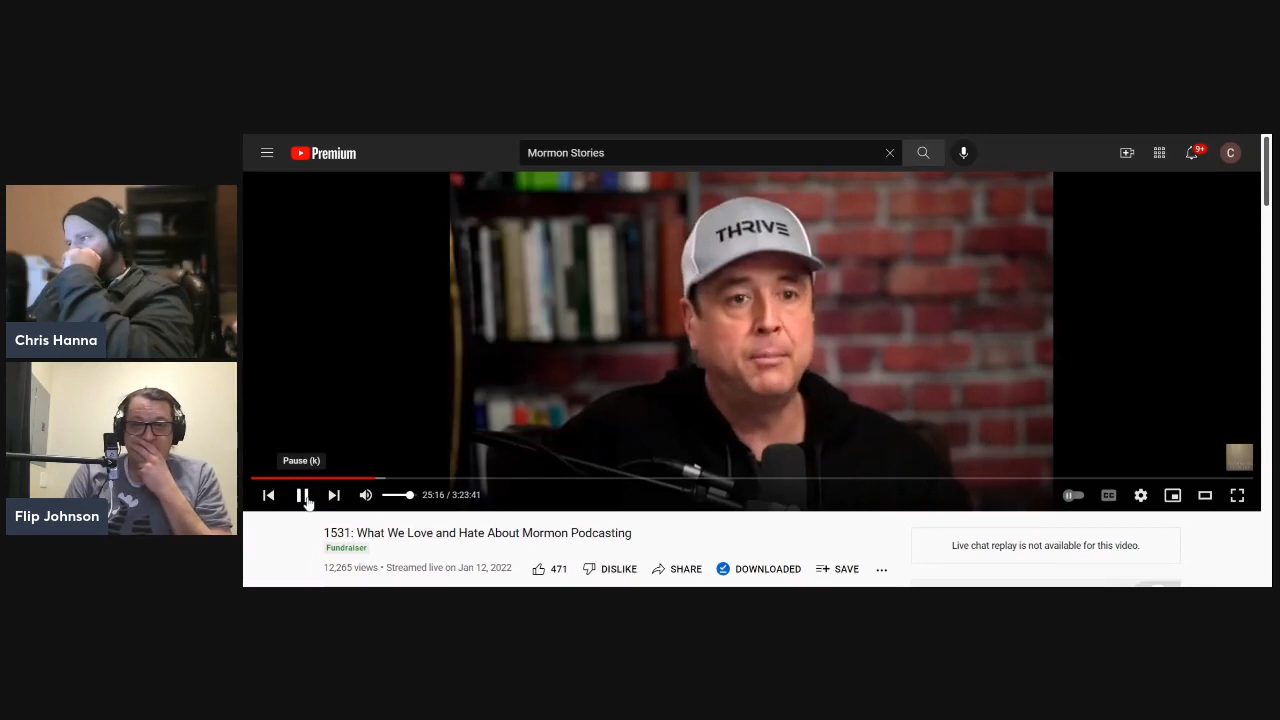 Premium
Mormon Stories
9+
C
THRIVE
Chris Hanna
Pause (k)
25:16 / 3:23:41
CC
Flip Johnson
1531: What We Love and Hate About Mormon Podcasting
Fundraiser
12,265 views • Streamed live on Jan 12, 2022
471
DISLIKE
SHARE
DOWNLOADED
SAVE
Live chat replay is not available for this video.